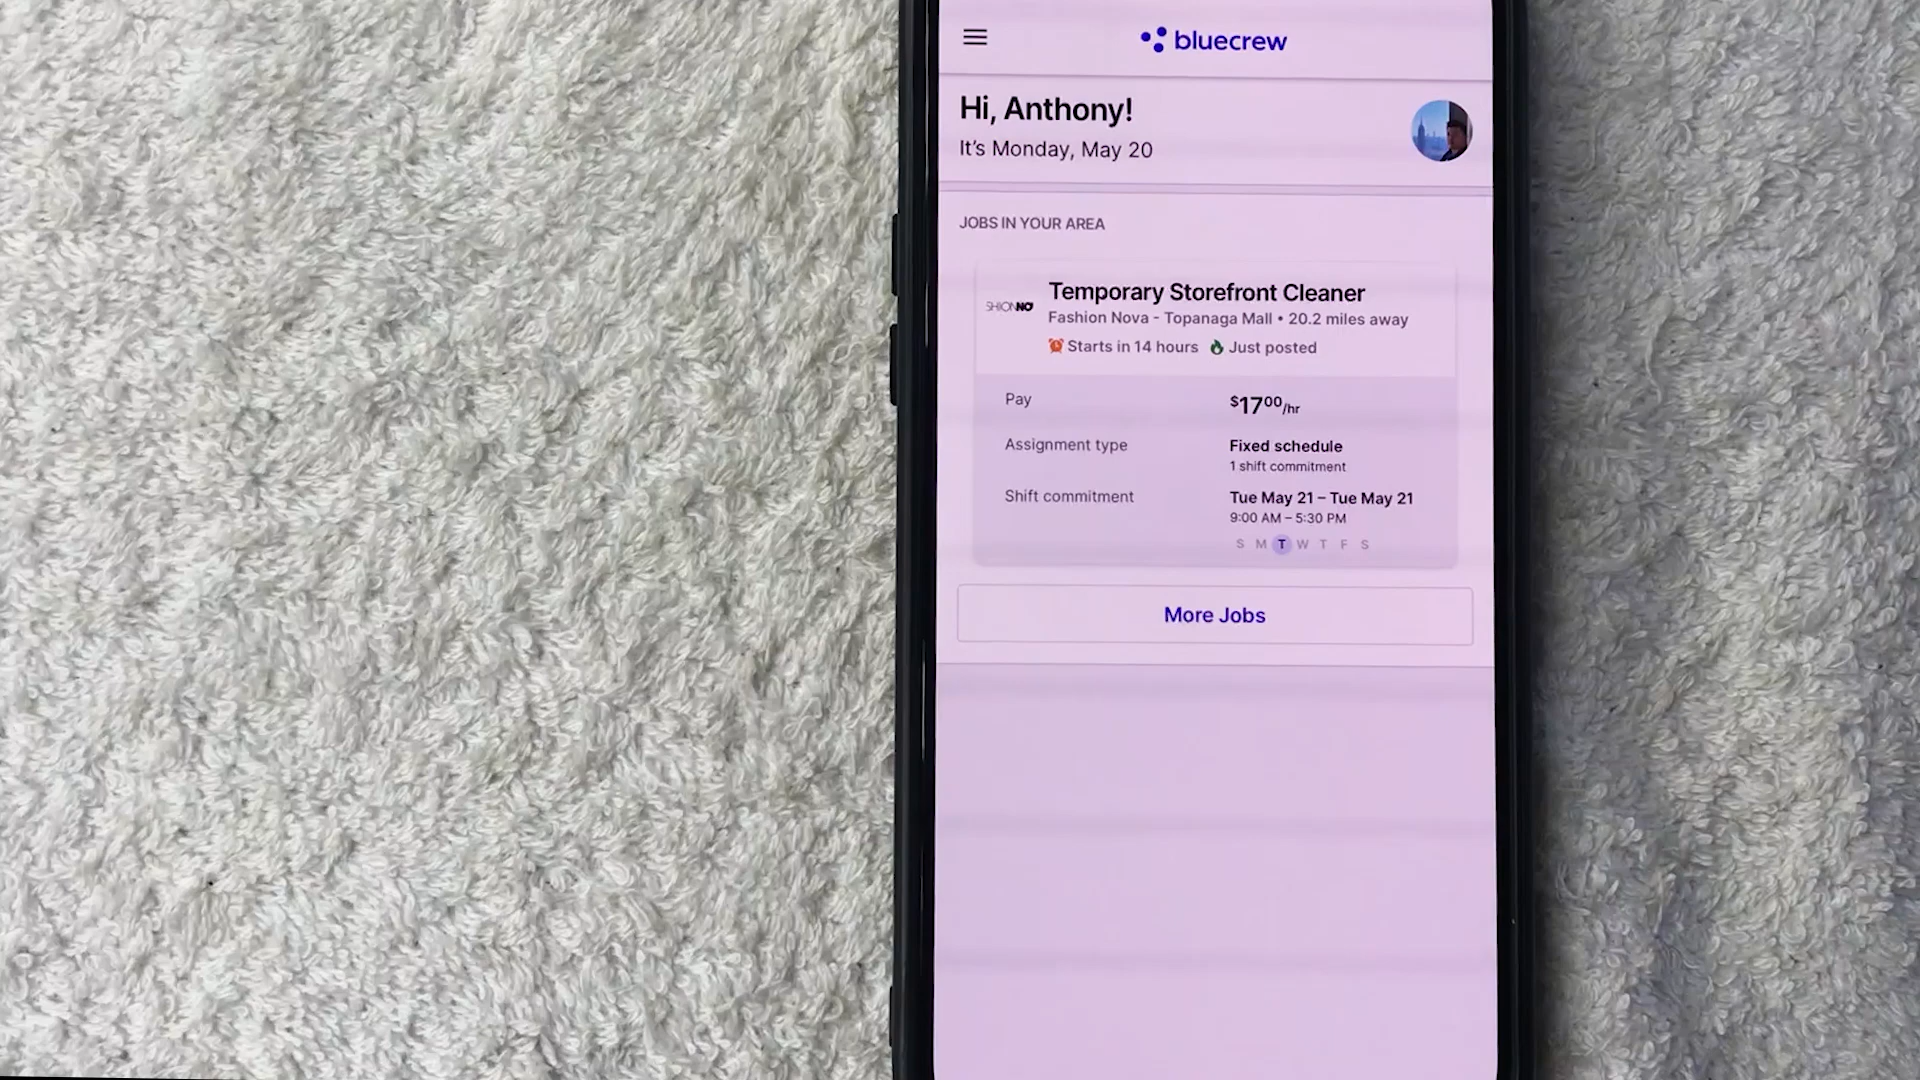 bluecrew
Hi, Anthony!
It's Monday, May 20
JOBS IN YOUR AREA
SHIONNO
Temporary Storefront Cleaner
Fashion Nova - Topanaga Mall • 20.2 miles away
Starts in 14 hours Just posted
Pay $17⁰⁰/hr
Assignment type Fixed schedule
1 shift commitment
Shift commitment Tue May 21 – Tue May 21
9:00 AM – 5:30 PM
S M T W T F S
More Jobs